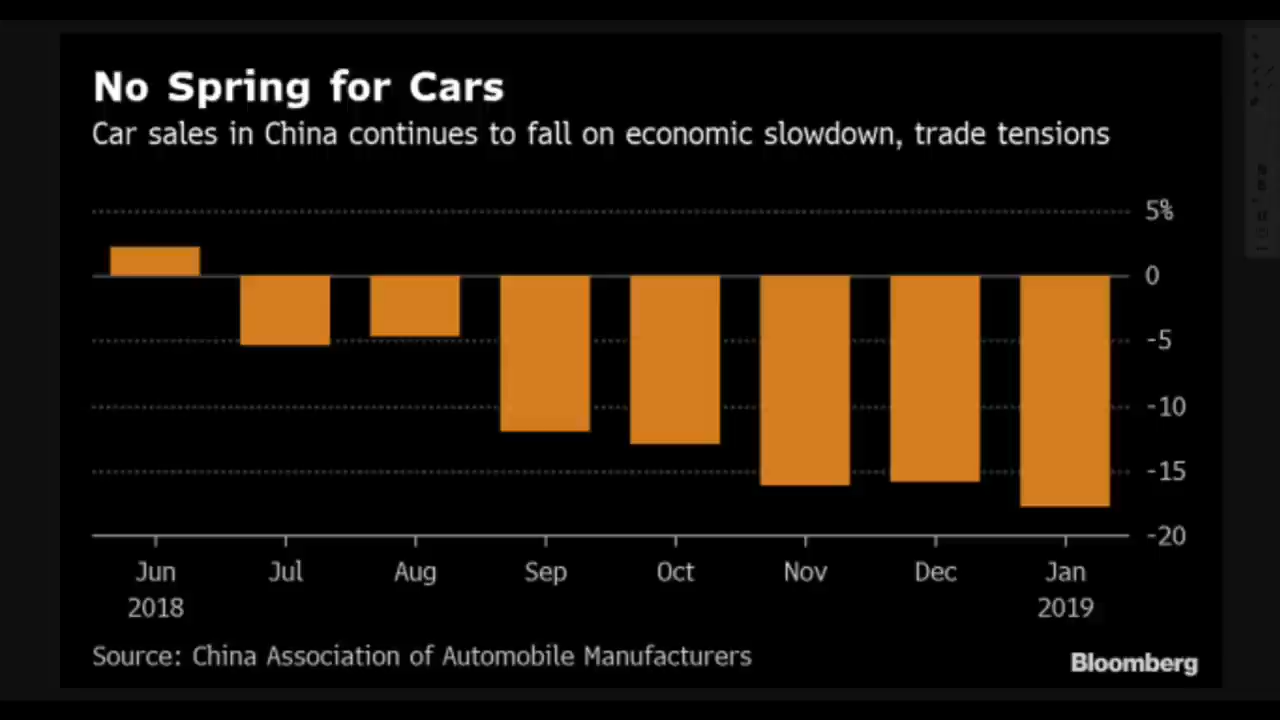 No Spring for Cars
Car sales in China continues to fall on economic slowdown, trade tensions
5%
0
-5
-10
-15
-20
Jun Jul Aug Sep Oct Nov Dec Jan
2018 2019
Source: China Association of Automobile Manufacturers
Bloomberg